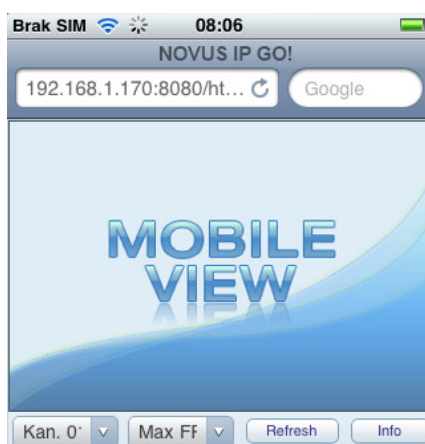 Brak SIM 08:06
NOVUS IP GO!
192.168.1.170:8080/ht... Google
MOBILE
VIEW
Kan. 0 Max FF Refresh Info